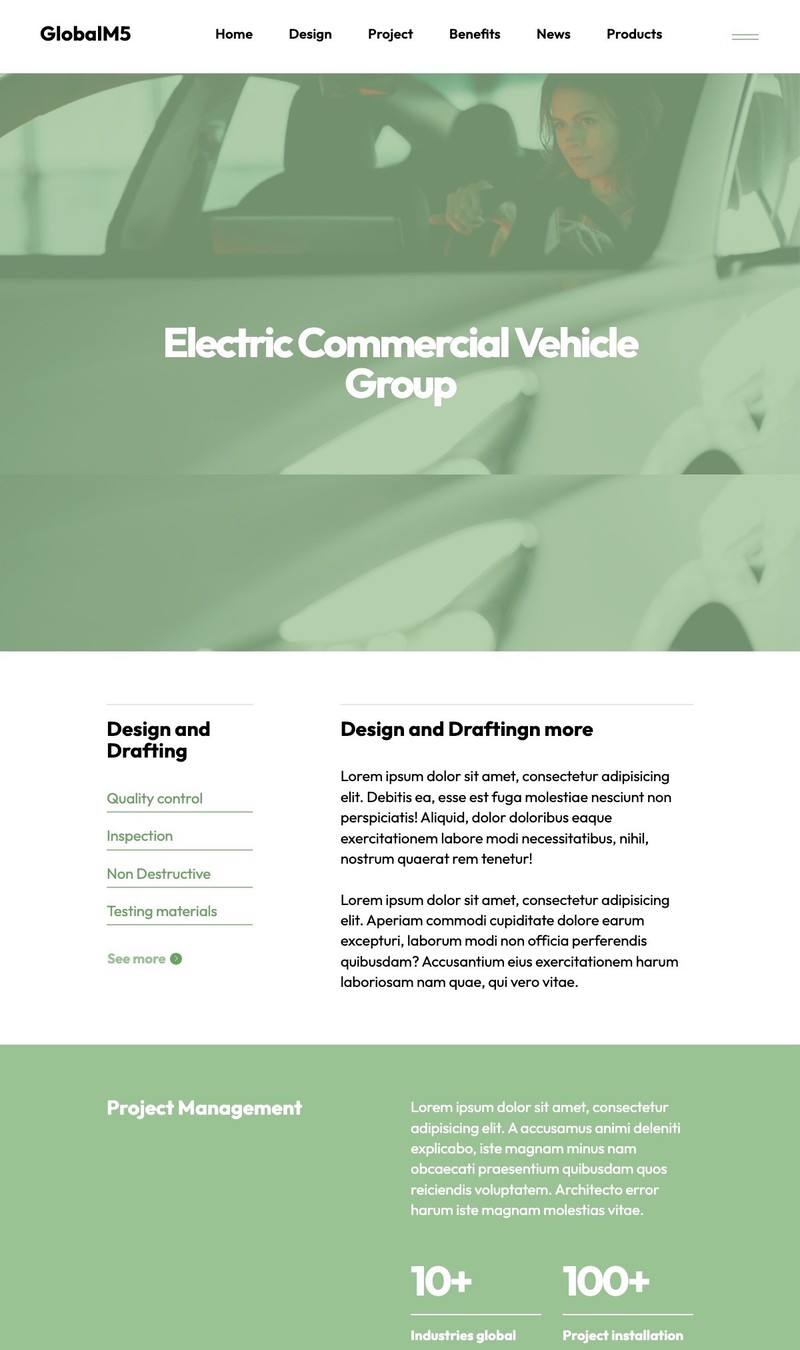 GlobalM5
Home Design Project Benefits News Products
Electric Commercial Vehicle
Group
Design and
Drafting
Quality control
Inspection
Non Destructive
Testing materials
See more
Design and Draftingn more
Lorem ipsum dolor sit amet, consectetur adipisicing
elit. Debitis ea, esse est fuga molestiae nesciunt non
perspiciatis! Aliquid, dolor doloribus eaque
exercitationem labore modi necessitatibus, nihil,
nostrum quaerat rem tenetur!
Lorem ipsum dolor sit amet, consectetur adipisicing
elit. Aperiam commodi cupiditate dolore earum
excepturi, laborum modi non officia perferendis
quibusdam? Accusantium eius exercitationem harum
laboriosam nam quae, qui vero vitae.
Project Management
Lorem ipsum dolor sit amet, consectetur
adipisicing elit. A accusamus animi deleniti
explicabo, iste magnam minus nam
obcaecati praesentium quibusdam quos
reiciendis voluptatem. Architecto error
harum iste magnam molestias vitae.
10+
Industries global
100+
Project installation